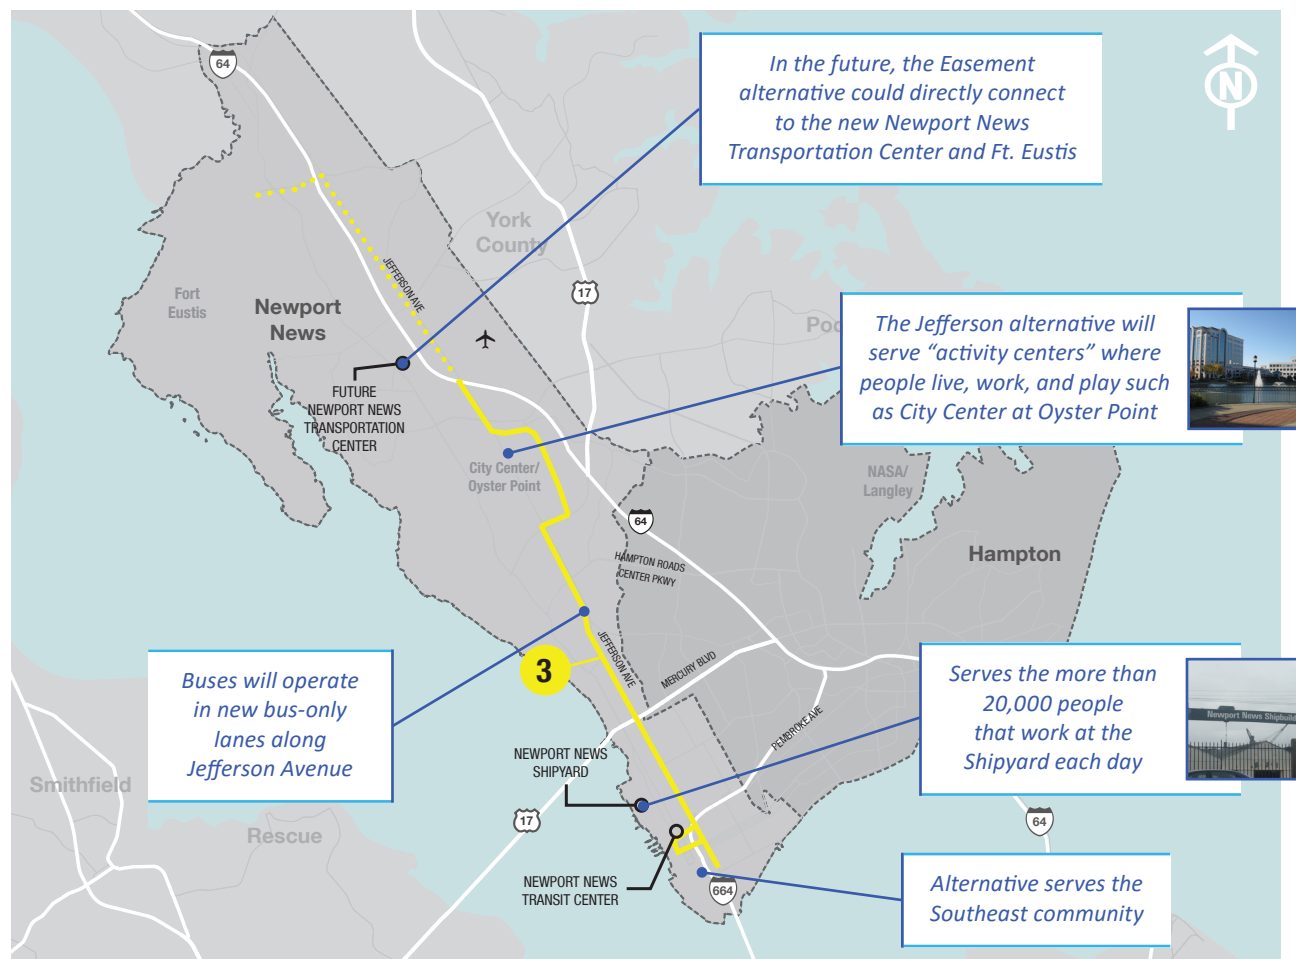 64
In the future, the Easement
alternative could directly connect
to the new Newport News
Transportation Center and Ft. Eustis
N
York
County
JEFFERSON AVE
17
Fort
Eustis
Newport
News
FUTURE
NEWPORT NEWS
TRANSPORTATION
CENTER
The Jefferson alternative will
serve “activity centers” where
people live, work, and play such
as City Center at Oyster Point
City Center/
Oyster Point
NASA/
Langley
64
HAMPTON ROADS
CENTER PKWY
Hampton
JEFFERSON AVE
3
MERCURY BLVD
PEMBROKE AVE
Buses will operate
in new bus-only
lanes along
Jefferson Avenue
Serves the more than
20,000 people
that work at the
Shipyard each day
Newport News Shipbuild
NEWPORT NEWS
SHIPYARD
Smithfield
Rescue
17
64
NEWPORT NEWS
TRANSIT CENTER
664
Alternative serves the
Southeast community